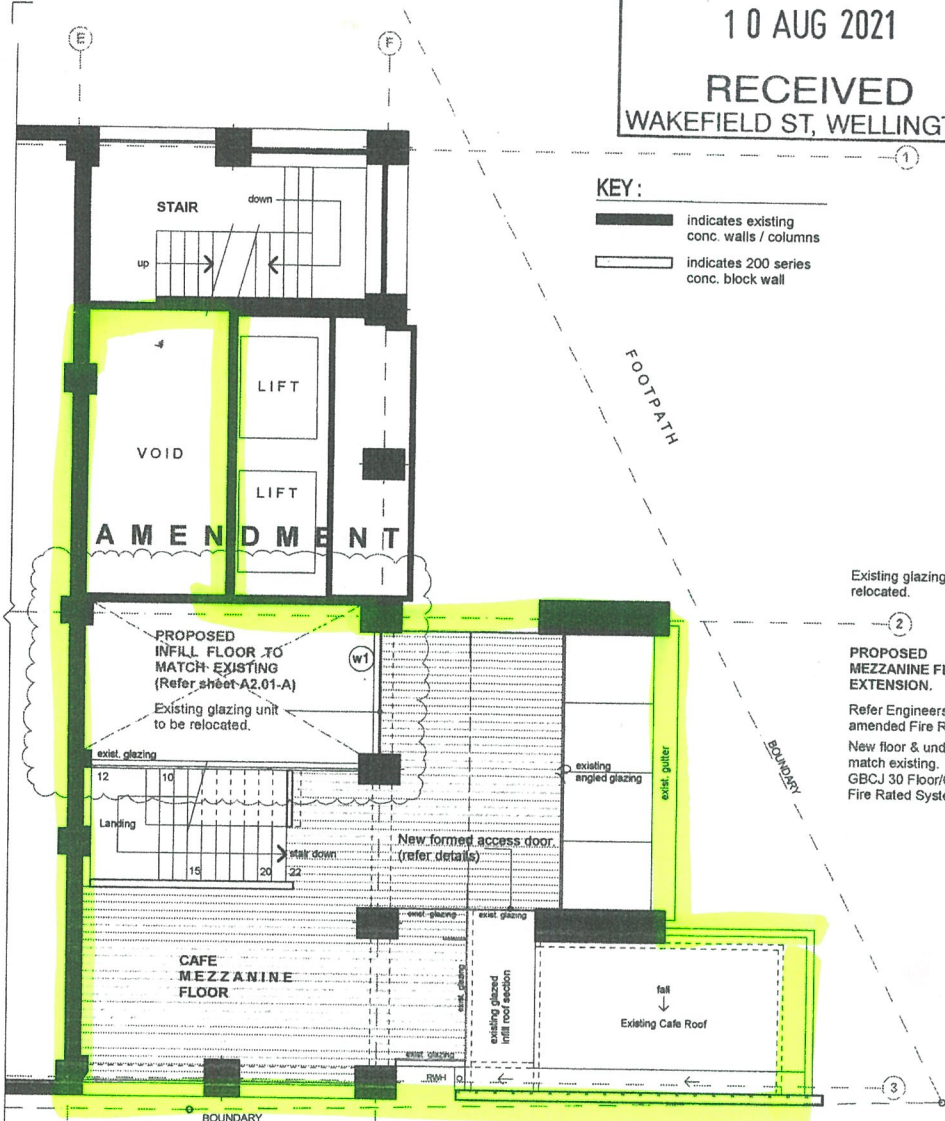 10 AUG 2021
RECEIVED
WAKEFIELD ST, WELLINGT
E
F
1
KEY :
indicates existing
conc. walls / columns
indicates 200 series
conc. block wall
STAIR
down
up
FOOTPATH
LIFT
VOID
LIFT
AMENDMENT
Existing glazing
relocated.
2
PROPOSED
INFILL FLOOR TO
MATCH EXISTING
(Refer sheet A2.01-A)
w1
Existing glazing unit
to be relocated.
PROPOSED
MEZZANINE FL
EXTENSION.
Refer Engineers
amended Fire R
New floor & und
match existing.
GBCJ 30 Floor/C
Fire Rated Syste
BOUNDARY
exist. glazing
12
10
existing
angled glazing
exist. gutter
Landing
New formed access door.
(refer details)
stair down
15
20
22
exist. glazing
exist. glazing
CAFE
MEZZANINE
FLOOR
exist. glazing
existing glazed
infill roof section
fall
Existing Cafe Roof
exist. glazing
RWH
3
BOUNDARY